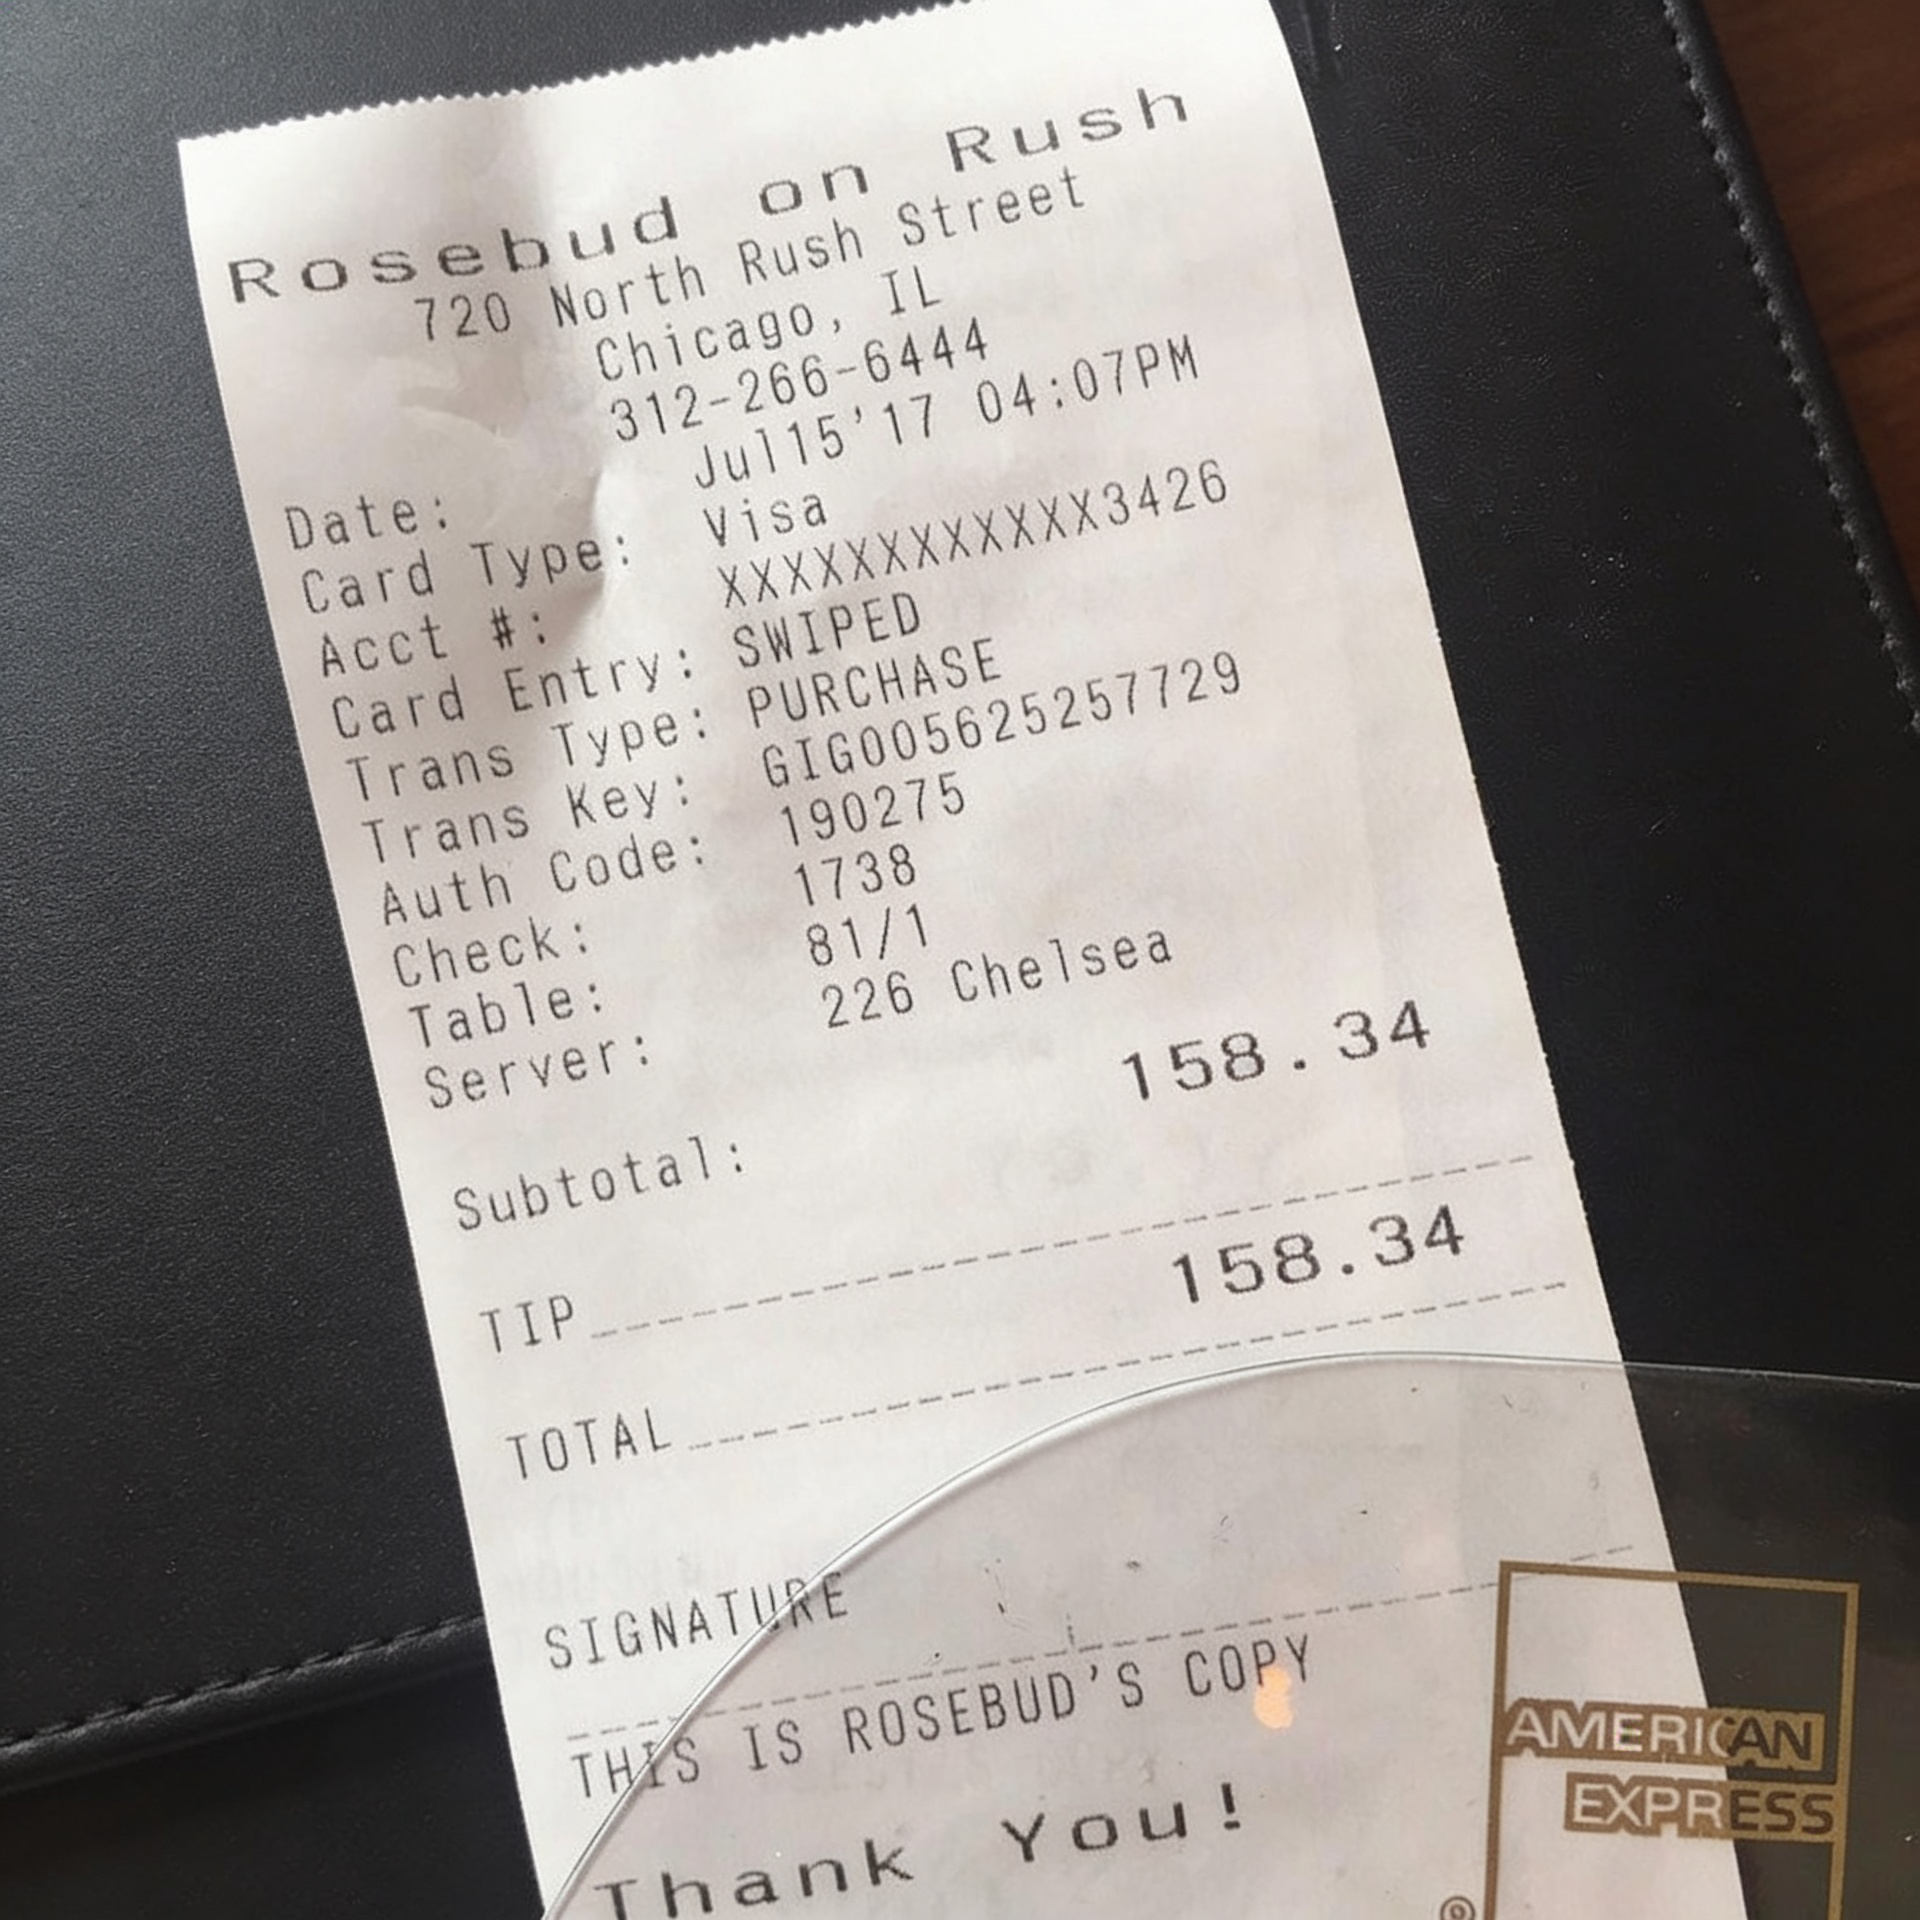 Rosebud on Rush
720 North Rush Street
Chicago, IL
312-266-6444
Date: Jul15'17 04:07PM
Card Type: Visa
Acct #: XXXXXXXXXXXX3426
Card Entry: SWIPED
Trans Type: PURCHASE
Trans Key: GIG005625257729
Auth Code: 190275
Check: 1738
Table: 81/1
Server: 226 Chelsea
Subtotal: 158.34
TIP
158.34
TOTAL
SIGNATURE
THIS IS ROSEBUD'S COPY
Thank You!
AMERICAN
EXPRESS
®